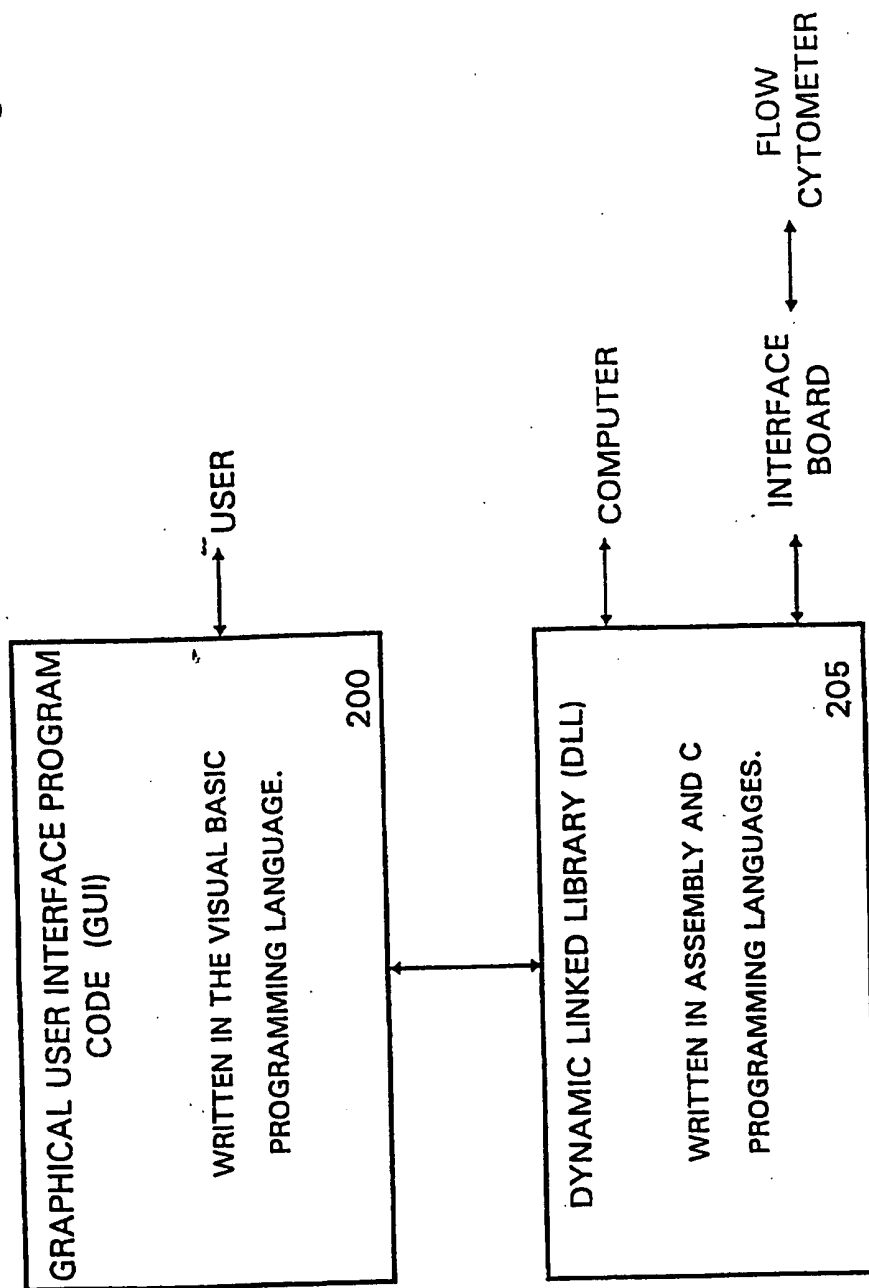 GRAPHICAL USER INTERFACE PROGRAM
CODE (GUI)
WRITTEN IN THE VISUAL BASIC
PROGRAMMING LANGUAGE.
200
USER
DYNAMIC LINKED LIBRARY (DLL)
WRITTEN IN ASSEMBLY AND C
PROGRAMMING LANGUAGES.
205
COMPUTER
INTERFACE
BOARD
FLOW
CYTOMETER